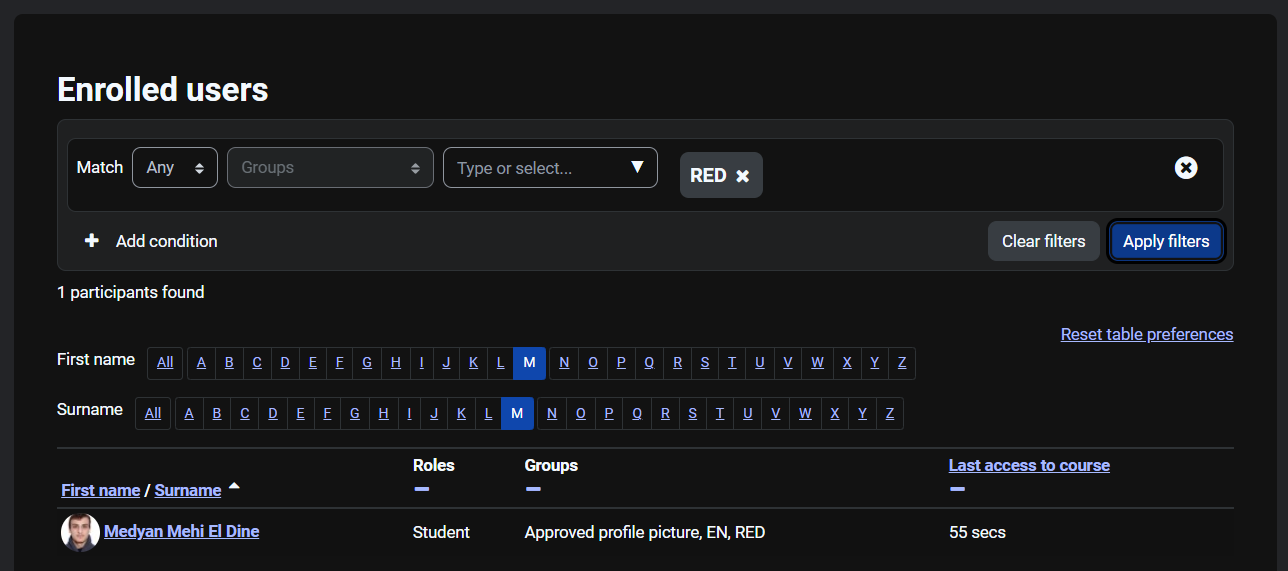 Enrolled users
Match Any Groups Type or select... RED
Add condition Clear filters Apply filters
1 participants found
Reset table preferences
First name All A B C D E F G H I J K L M N O P Q R S T U V W X Y Z
Surname All A B C D E F G H I J K L M N O P Q R S T U V W X Y Z
First name / Surname Roles Groups Last access to course
Medyan Mehi El Dine Student Approved profile picture, EN, RED 55 secs